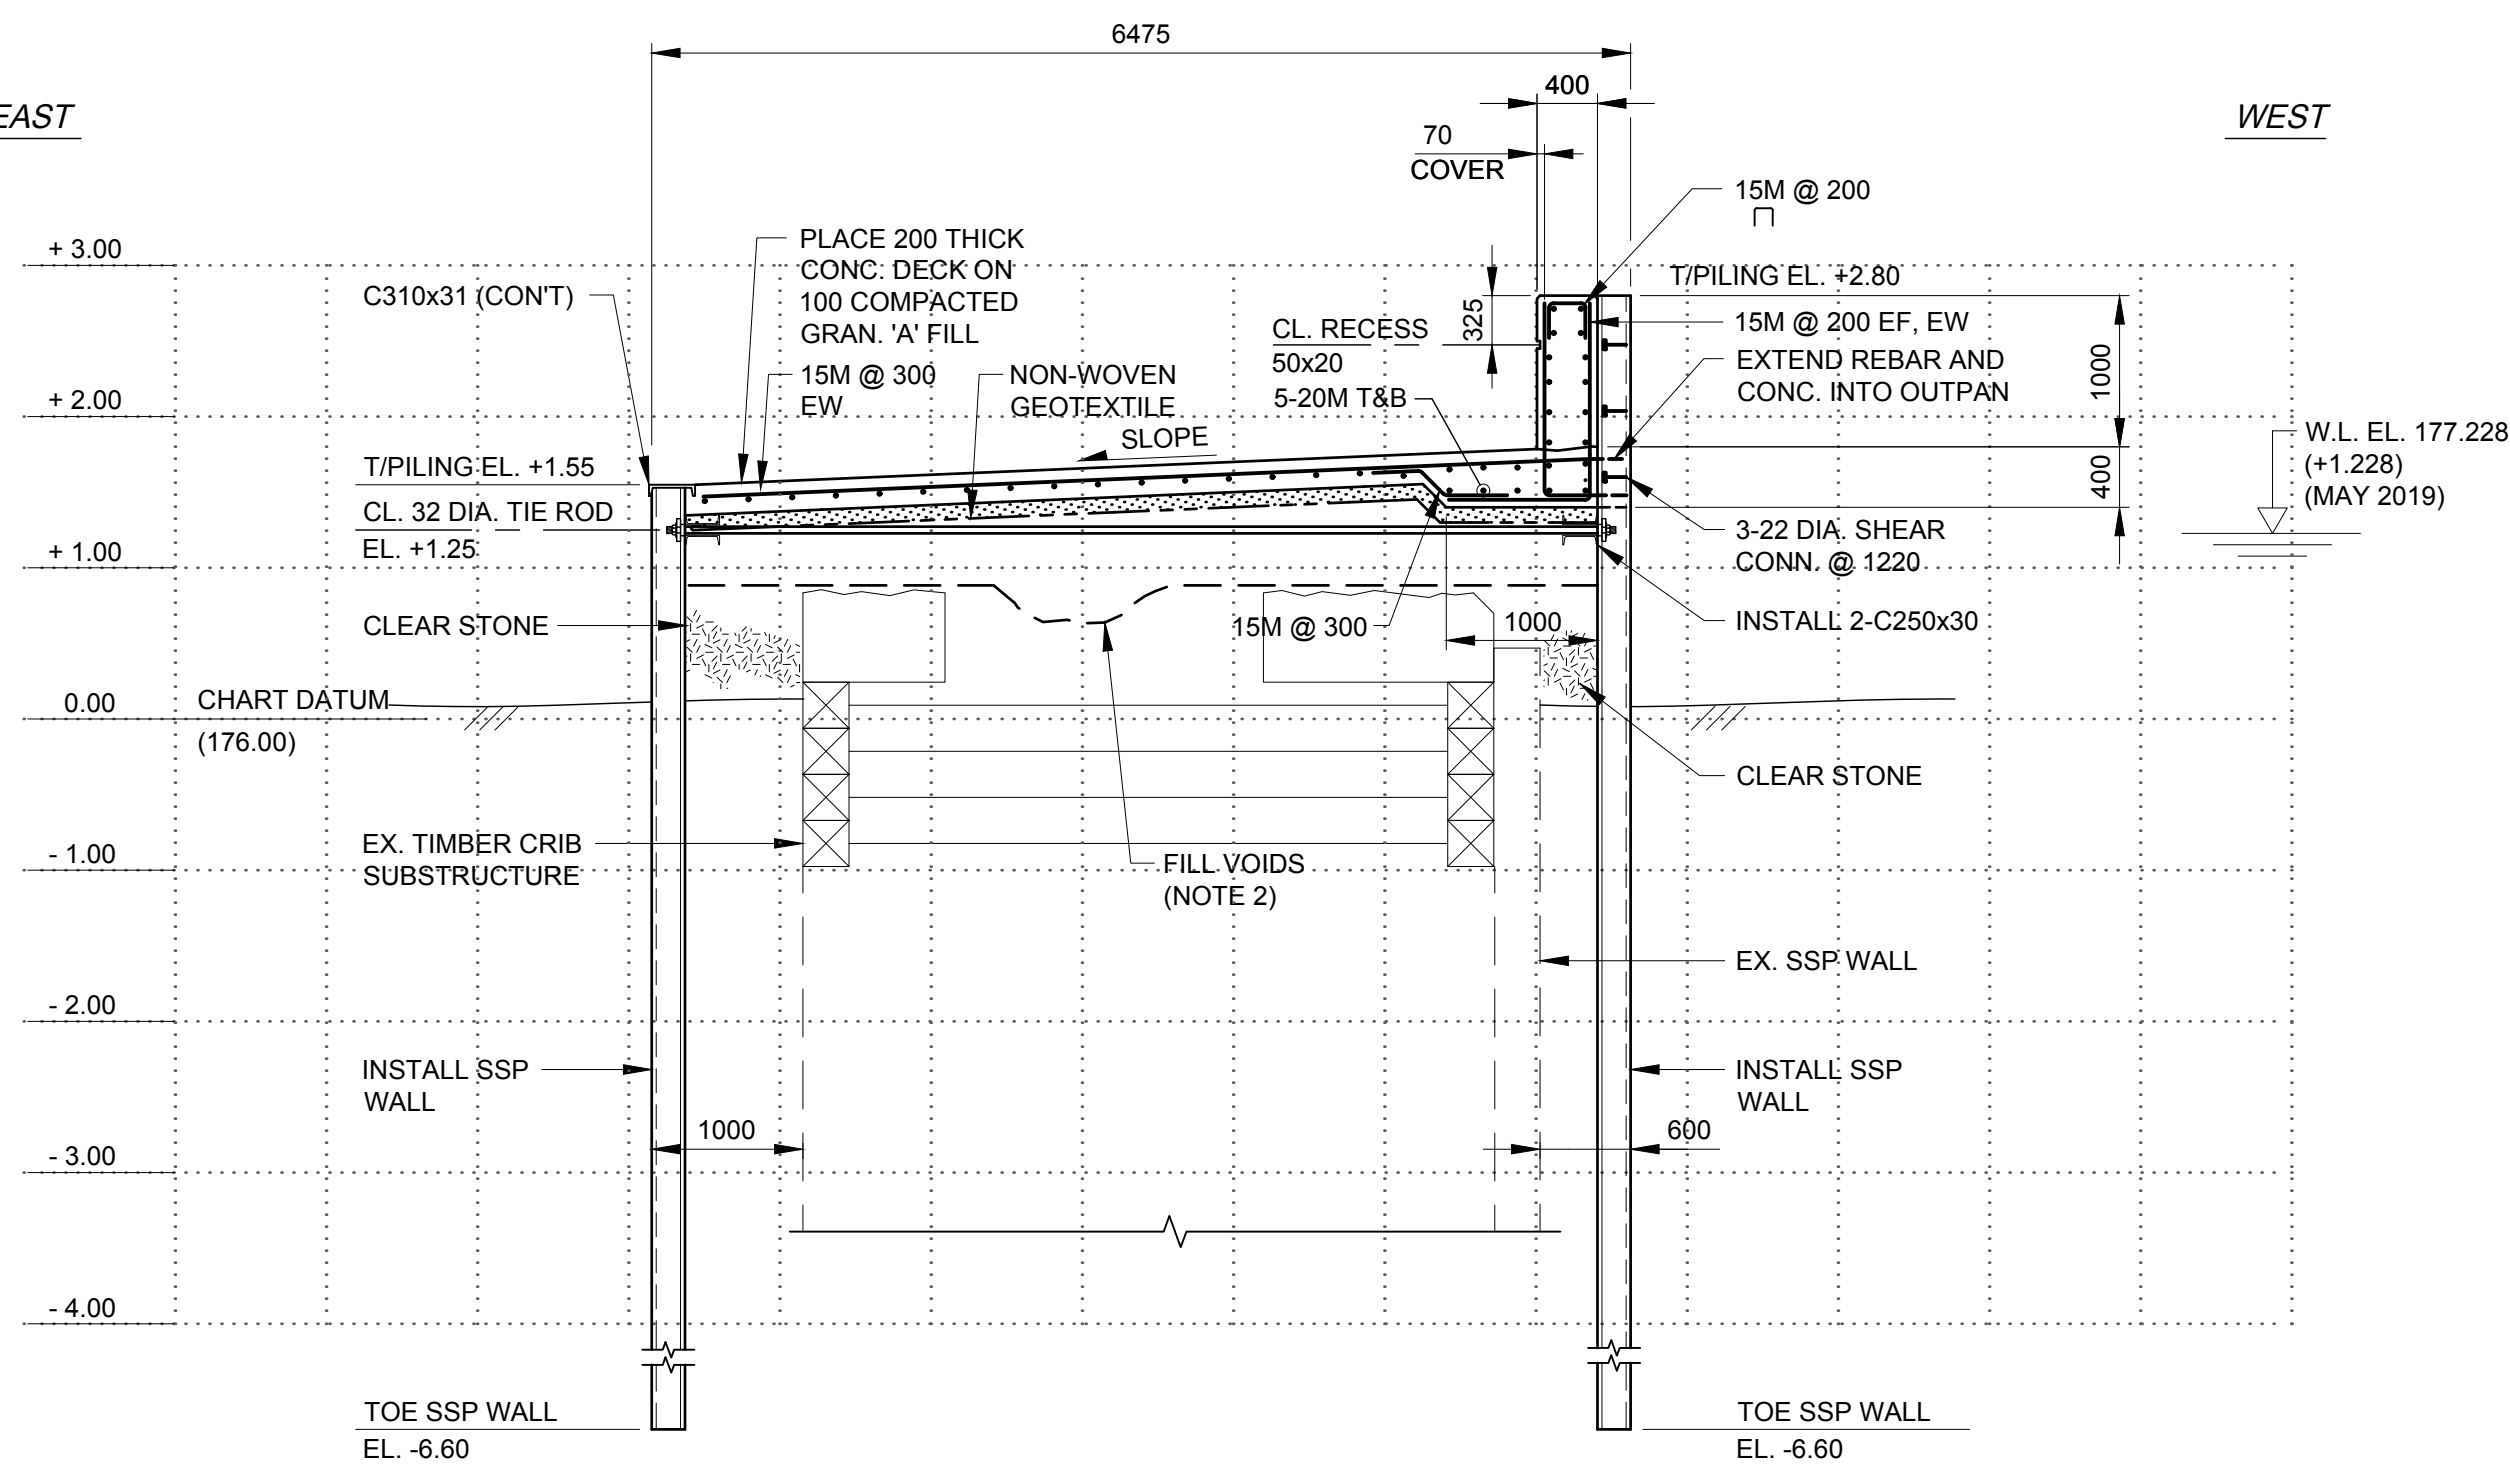 6475
400
EAST
WEST
70
COVER
15M @ 200
+ 3.00
PLACE 200 THICK
CONC. DECK ON
100 COMPACTED
GRAN. 'A' FILL
C310x31 (CON'T)
T/PILING EL. +2.80
325
CL. RECESS
50x20
15M @ 200 EF, EW
EXTEND REBAR AND
CONC. INTO OUTPAN
1000
15M @ 300
EW
NON-WOVEN
GEOTEXTILE
5-20M T&B
+ 2.00
SLOPE
W.L. EL. 177.228
(+1.228)
(MAY 2019)
T/PILING EL. +1.55
400
CL. 32 DIA. TIE ROD
EL. +1.25
3-22 DIA. SHEAR
CONN. @ 1220
+ 1.00
CLEAR STONE
15M @ 300
1000
INSTALL 2-C250x30
0.00
CHART DATUM
(176.00)
CLEAR STONE
EX. TIMBER CRIB
SUBSTRUCTURE
- 1.00
FILL VOIDS
(NOTE 2)
EX. SSP WALL
- 2.00
INSTALL SSP
WALL
INSTALL SSP
WALL
1000
600
- 3.00
- 4.00
TOE SSP WALL
EL. -6.60
TOE SSP WALL
EL. -6.60